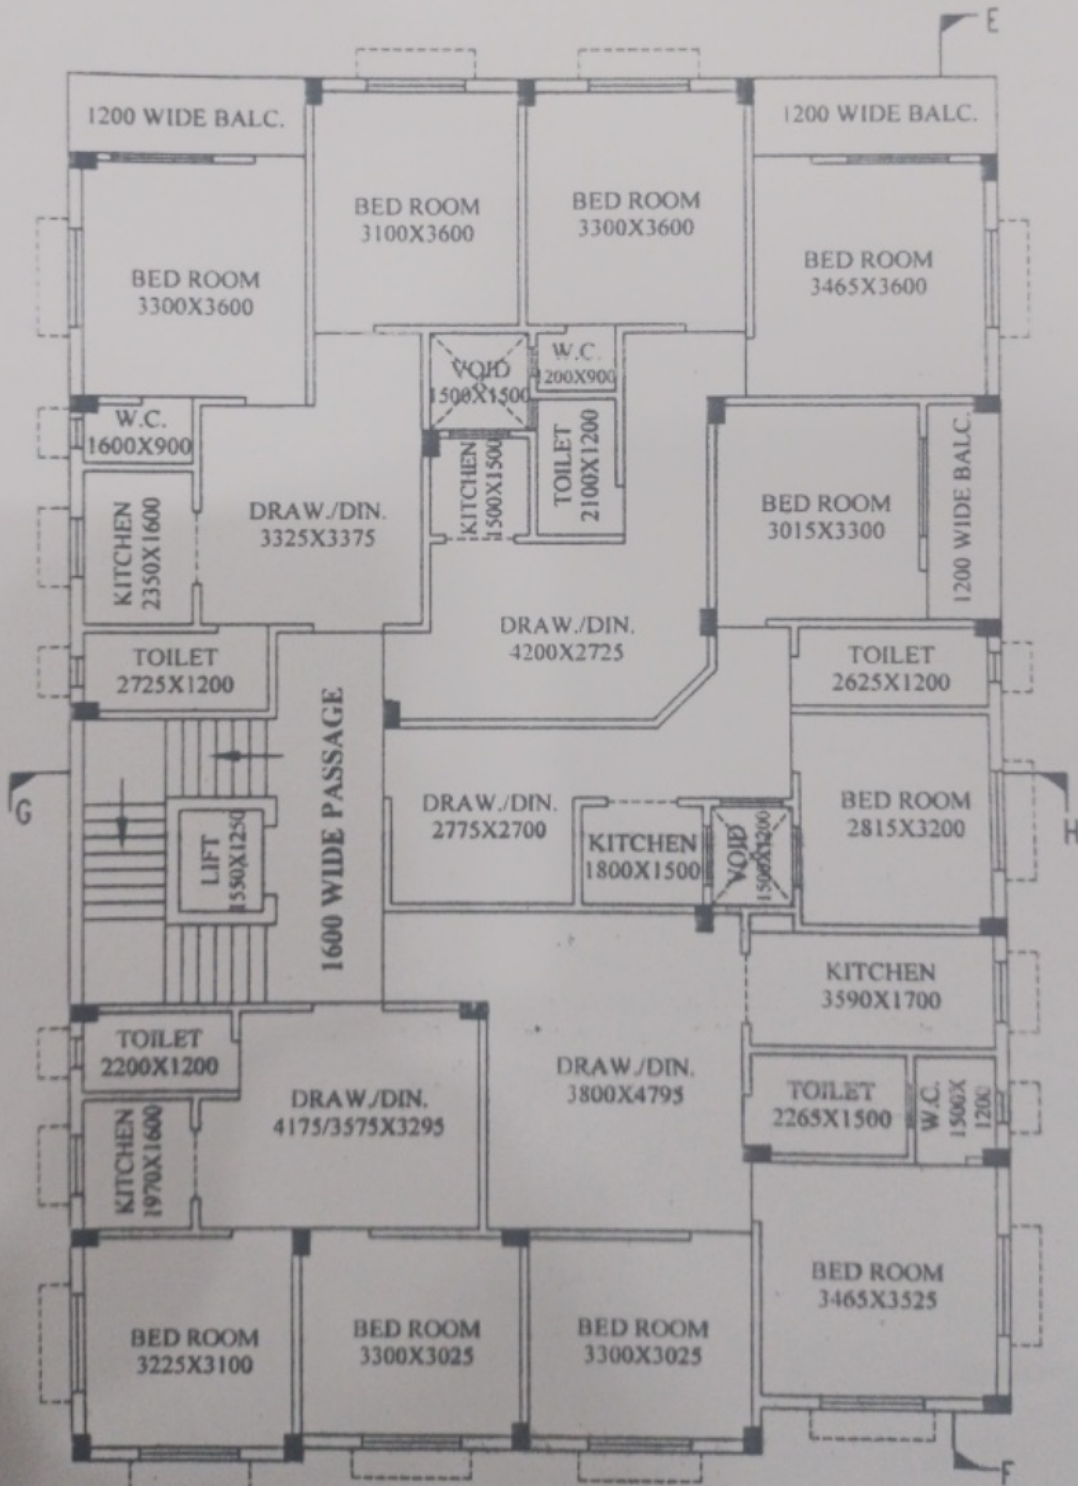 E
1200 WIDE BALC.
1200 WIDE BALC.
BED ROOM
3100X3600
BED ROOM
3300X3600
BED ROOM
3300X3600
BED ROOM
3465X3600
VOID
1500X1500
W.C.
1200X900
W.C.
1600X900
KITCHEN
2350X1600
DRAW./DIN.
3325X3375
KITCHEN
1500X1500
TOILET
2100X1200
BED ROOM
3015X3300
1200 WIDE BALC.
DRAW./DIN.
4200X2725
TOILET
2725X1200
TOILET
2625X1200
1600 WIDE PASSAGE
G
H
LIFT
1550X1250
DRAW./DIN.
2775X2700
KITCHEN
1800X1500
VOID
1500X1200
BED ROOM
2815X3200
KITCHEN
3590X1700
TOILET
2200X1200
DRAW./DIN.
4175/3575X3295
DRAW./DIN.
3800X4795
TOILET
2265X1500
W.C.
1500X
1200
KITCHEN
1970X1600
BED ROOM
3225X3100
BED ROOM
3300X3025
BED ROOM
3300X3025
BED ROOM
3465X3525
F